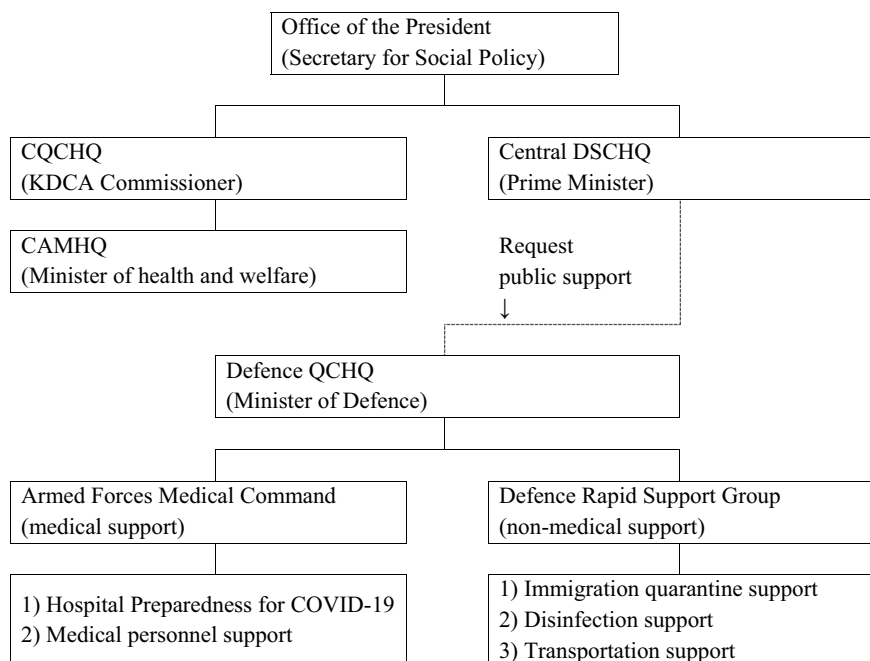 Office of the President
(Secretary for Social Policy)
CQCHQ
(KDCA Commissioner)
Central DSCHQ
(Prime Minister)
CAMHQ
(Minister of health and welfare)
Request
public support
↓
Defence QCHQ
(Minister of Defence)
Armed Forces Medical Command
(medical support)
Defence Rapid Support Group
(non-medical support)
1) Hospital Preparedness for COVID-19
2) Medical personnel support
1) Immigration quarantine support
2) Disinfection support
3) Transportation support